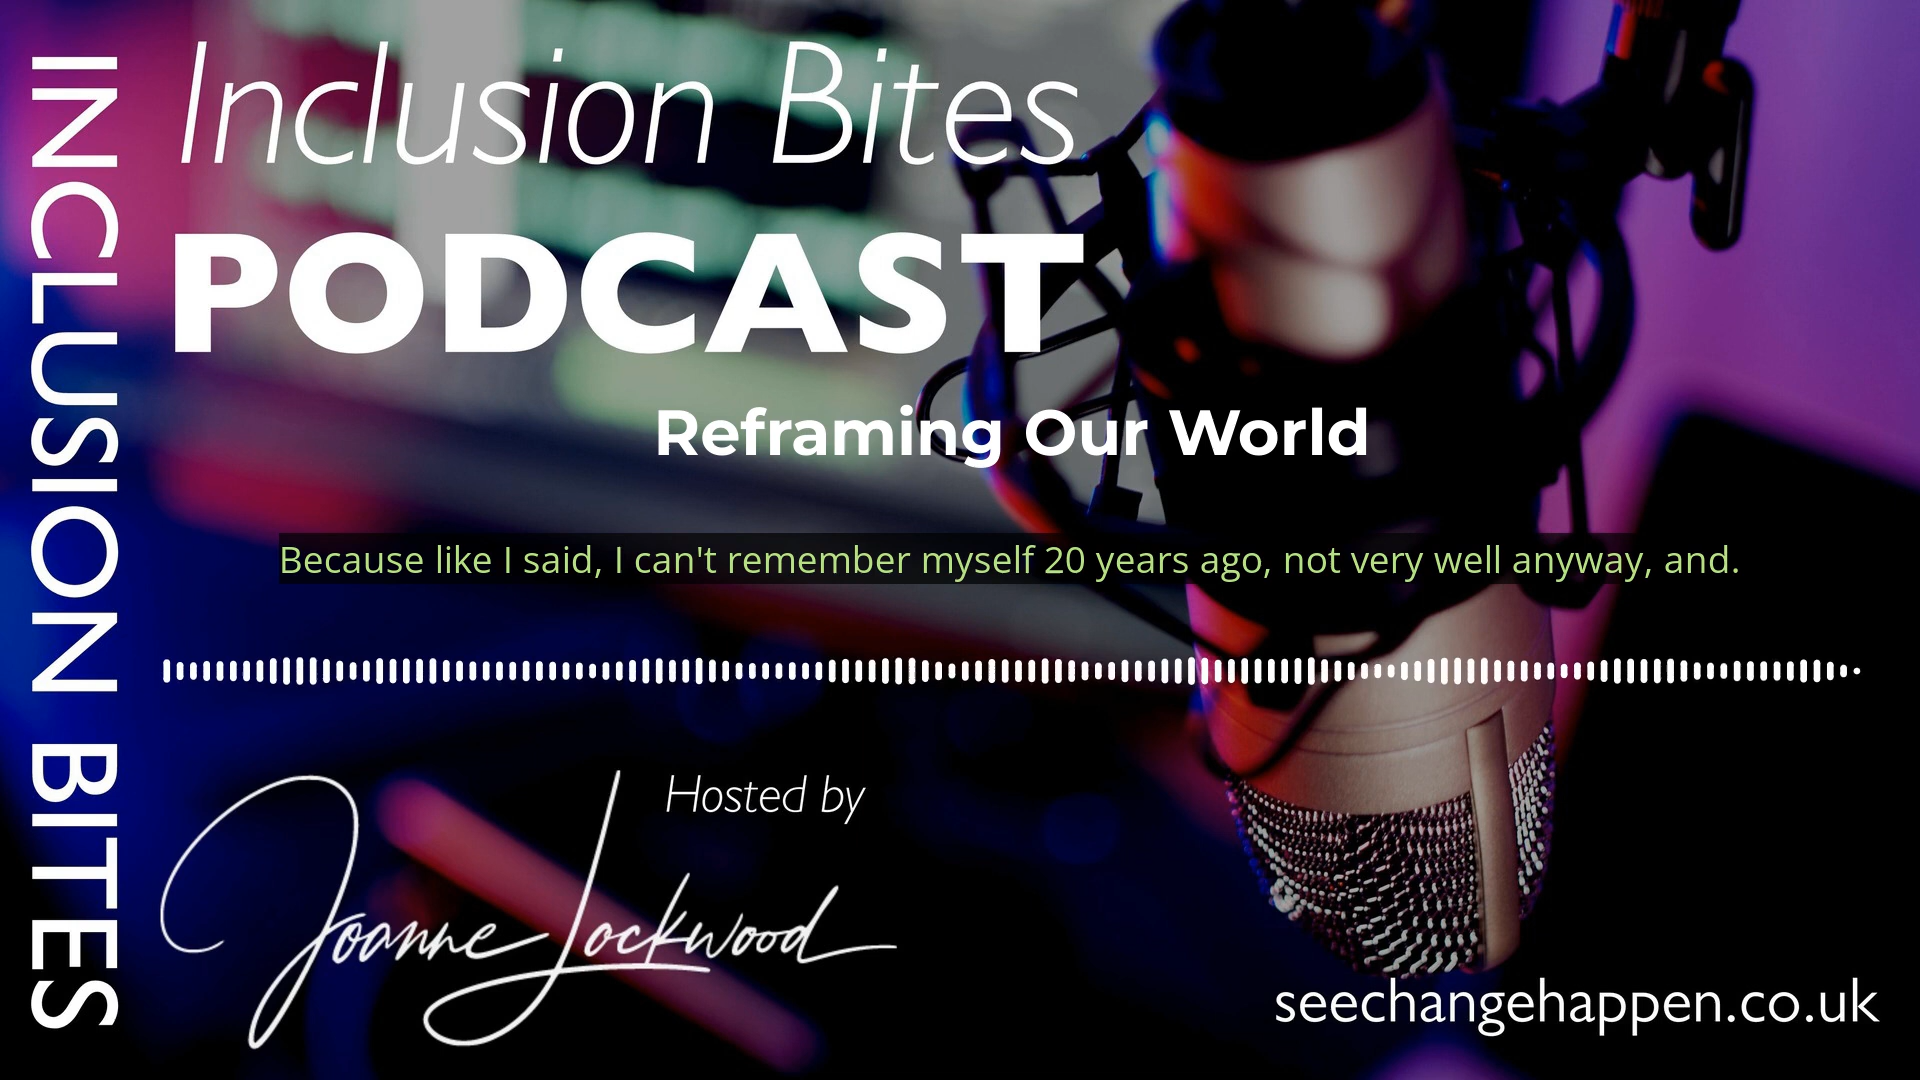 INCLUSION BITES
Inclusion Bites
PODCAST
Reframing Our World
Because like I said, I can't remember myself 20 years ago, not very well anyway, and.
Hosted by
Joanne Lockwood
seechangehappen.co.uk